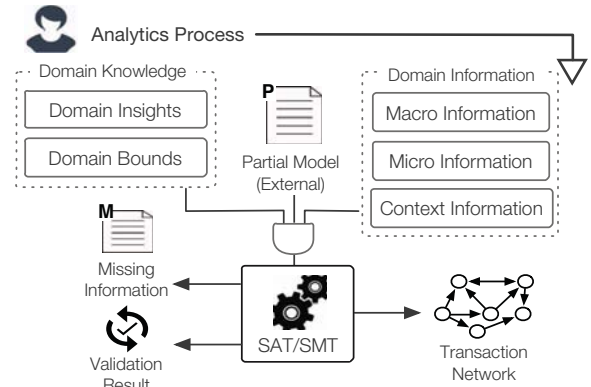 Analytics Process
Domain Knowledge
Domain Insights
Domain Bounds
P
Partial Model
(External)
Domain Information
Macro Information
Micro Information
Context Information
M
Missing
Information
SAT/SMT
Validation
Result
Transaction
Network